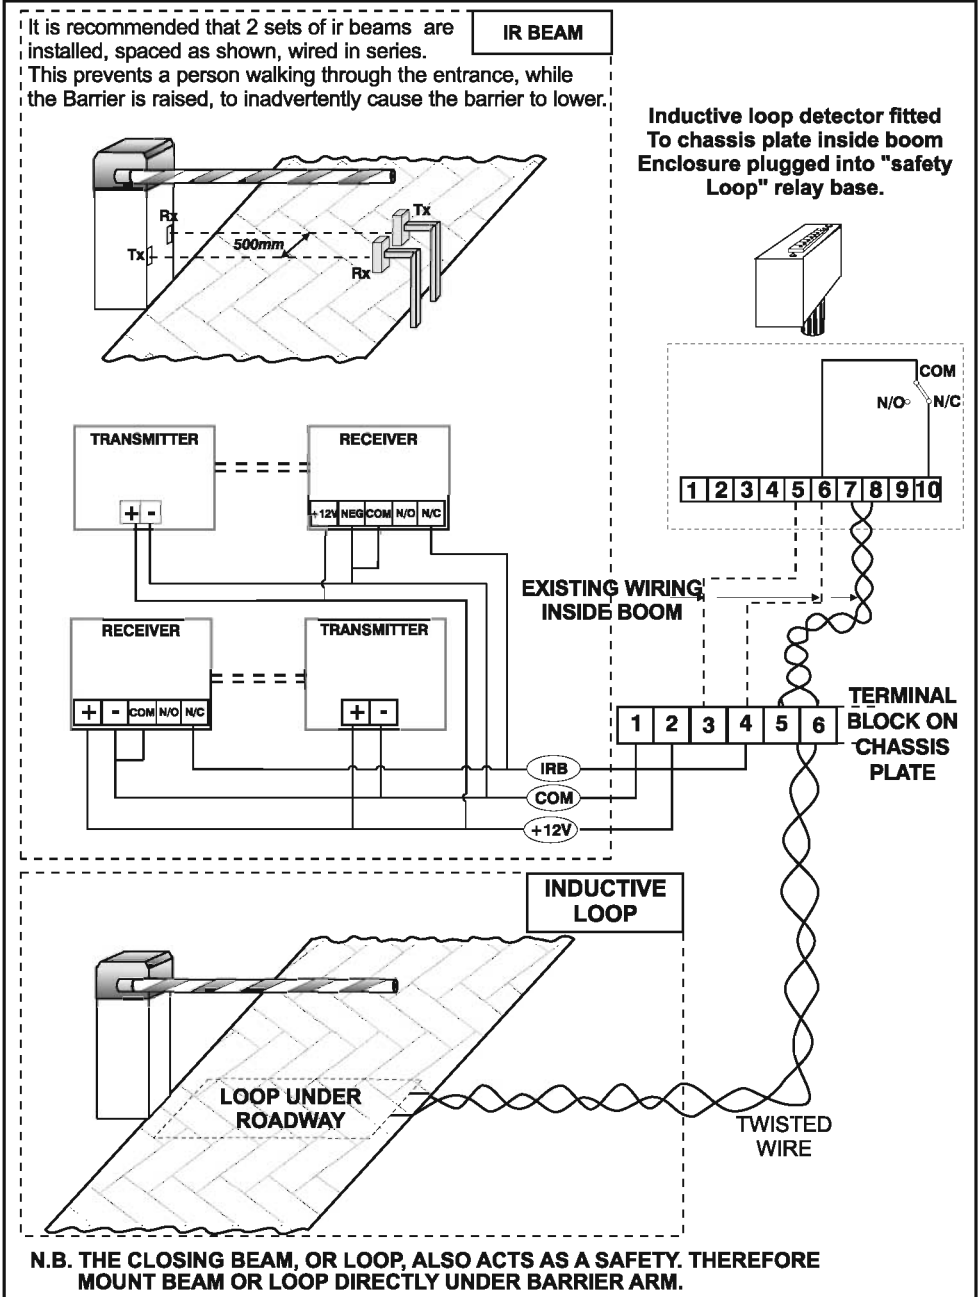 It is recommended that 2 sets of ir beams are
installed, spaced as shown, wired in series.
This prevents a person walking through the entrance, while
the Barrier is raised, to inadvertently cause the barrier to lower.
IR BEAM
Inductive loop detector fitted
To chassis plate inside boom
Enclosure plugged into "safety
Loop" relay base.
Rx
Tx
500mm
Tx
Rx
COM
N/O
N/C
1 2 3 4 5 6 7 8 9 10
TRANSMITTER
+ -
RECEIVER
+12V NEG COM N/O N/C
EXISTING WIRING
INSIDE BOOM
RECEIVER
+ - COM N/O N/C
TRANSMITTER
+ -
1 2 3 4 5 6
TERMINAL
BLOCK ON
CHASSIS
PLATE
IRB
COM
+12V
INDUCTIVE
LOOP
LOOP UNDER
ROADWAY
TWISTED
WIRE
N.B. THE CLOSING BEAM, OR LOOP, ALSO ACTS AS A SAFETY. THEREFORE
MOUNT BEAM OR LOOP DIRECTLY UNDER BARRIER ARM.